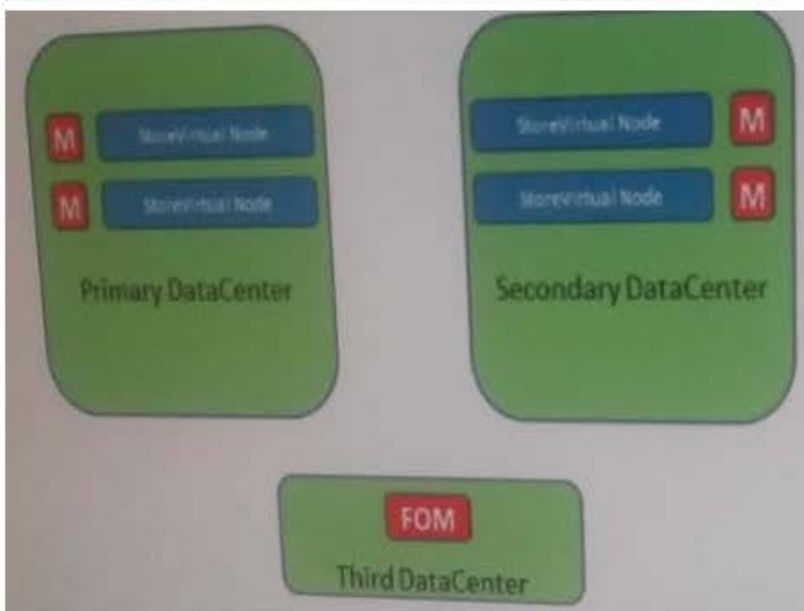 M StoreVirtual Node
M StoreVirtual Node
Primary DataCenter
StoreVirtual Node M
StoreVirtual Node M
Secondary DataCenter
FOM
Third DataCenter